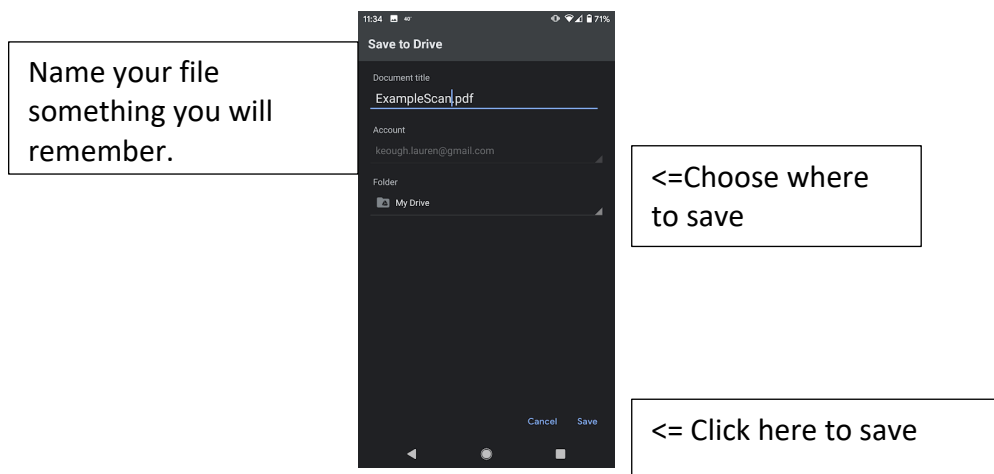 11:34 40° 71%
Save to Drive
Name your file
something you will
remember.
Document title
ExampleScan.pdf
Account
keough.lauren@gmail.com
Folder
My Drive
<=Choose where
to save
Cancel Save
<= Click here to save